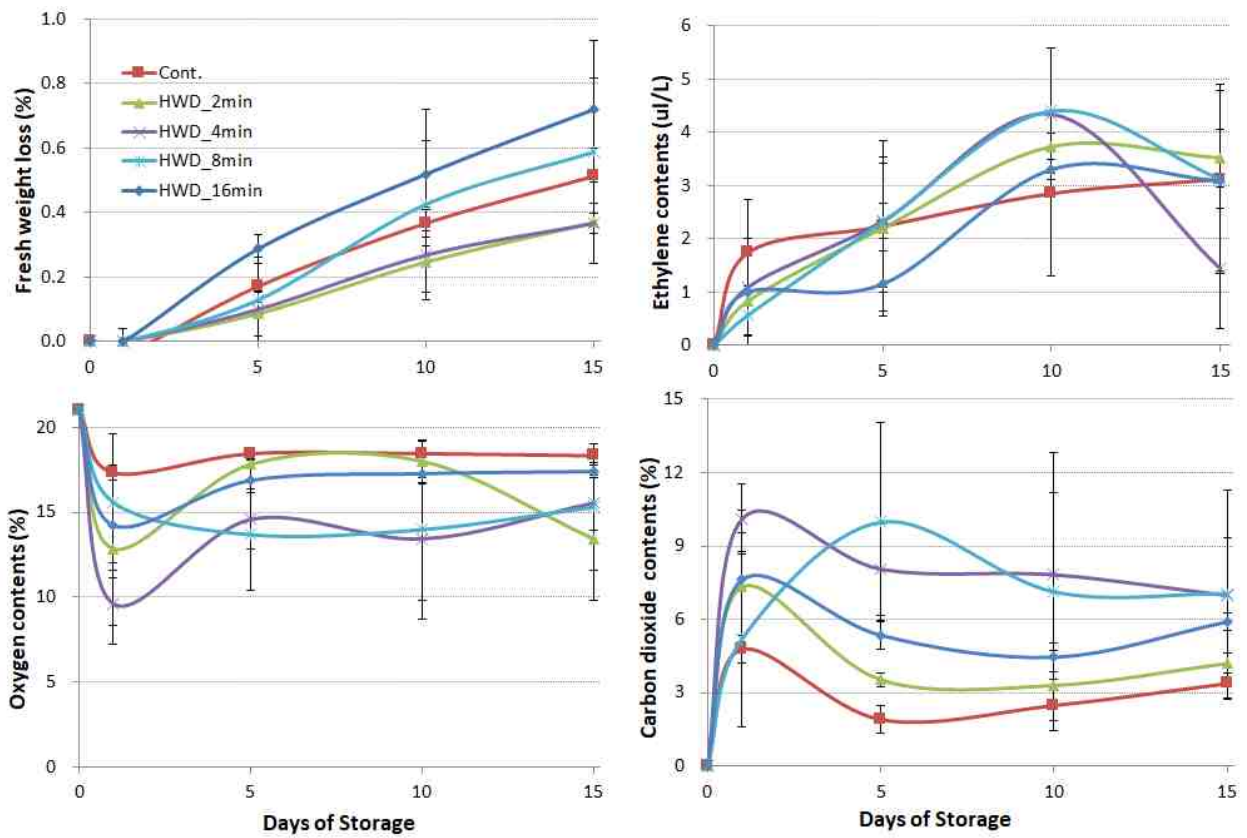 Fresh weight loss (%)
1.0
0.8
0.6
0.4
0.2
0.0
Cont.
HWD_2min
HWD_4min
HWD_8min
HWD_16min
0 5 10 15
Ethylene contents (ul/L)
6
5
4
3
2
1
0
0 5 10 15
Oxygen contents (%)
20
15
10
5
0
0 5 10 15
Days of Storage
Carbon dioxide contents (%)
15
12
9
6
3
0
0 5 10 15
Days of Storage